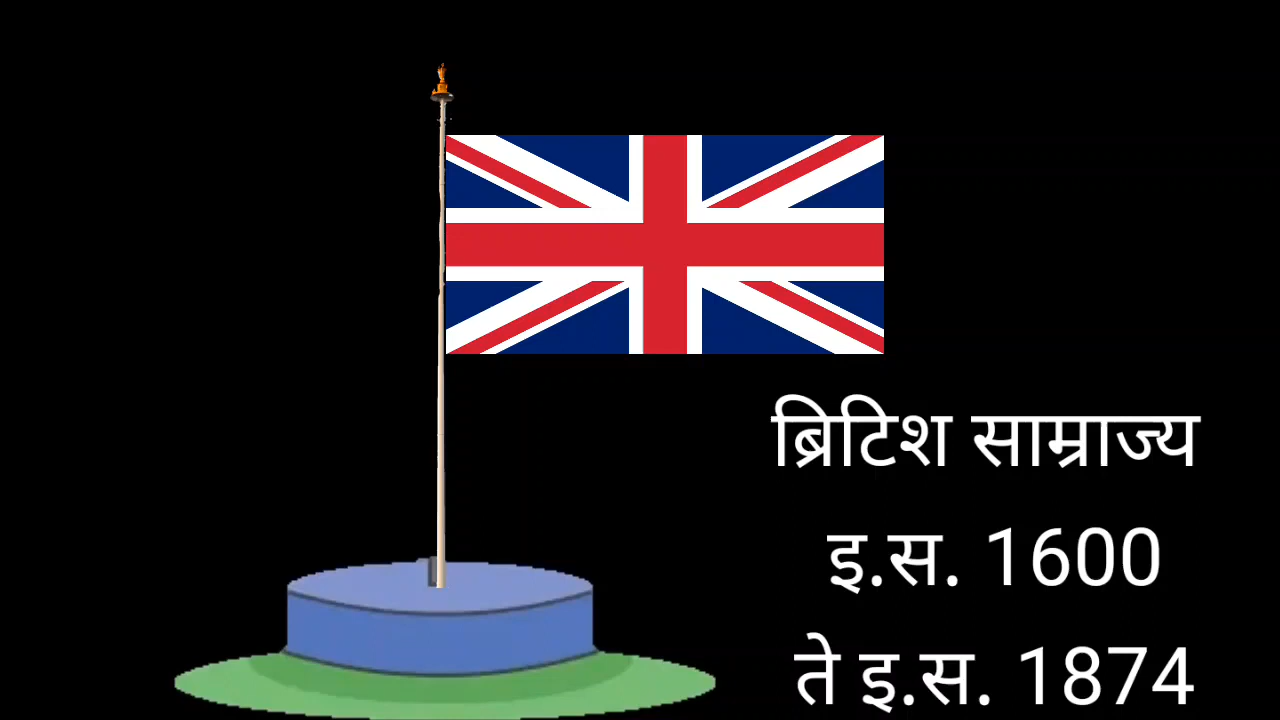 ब्रिटिश साम्राज्य
इ.स. 1600
ते इ.स. 1874